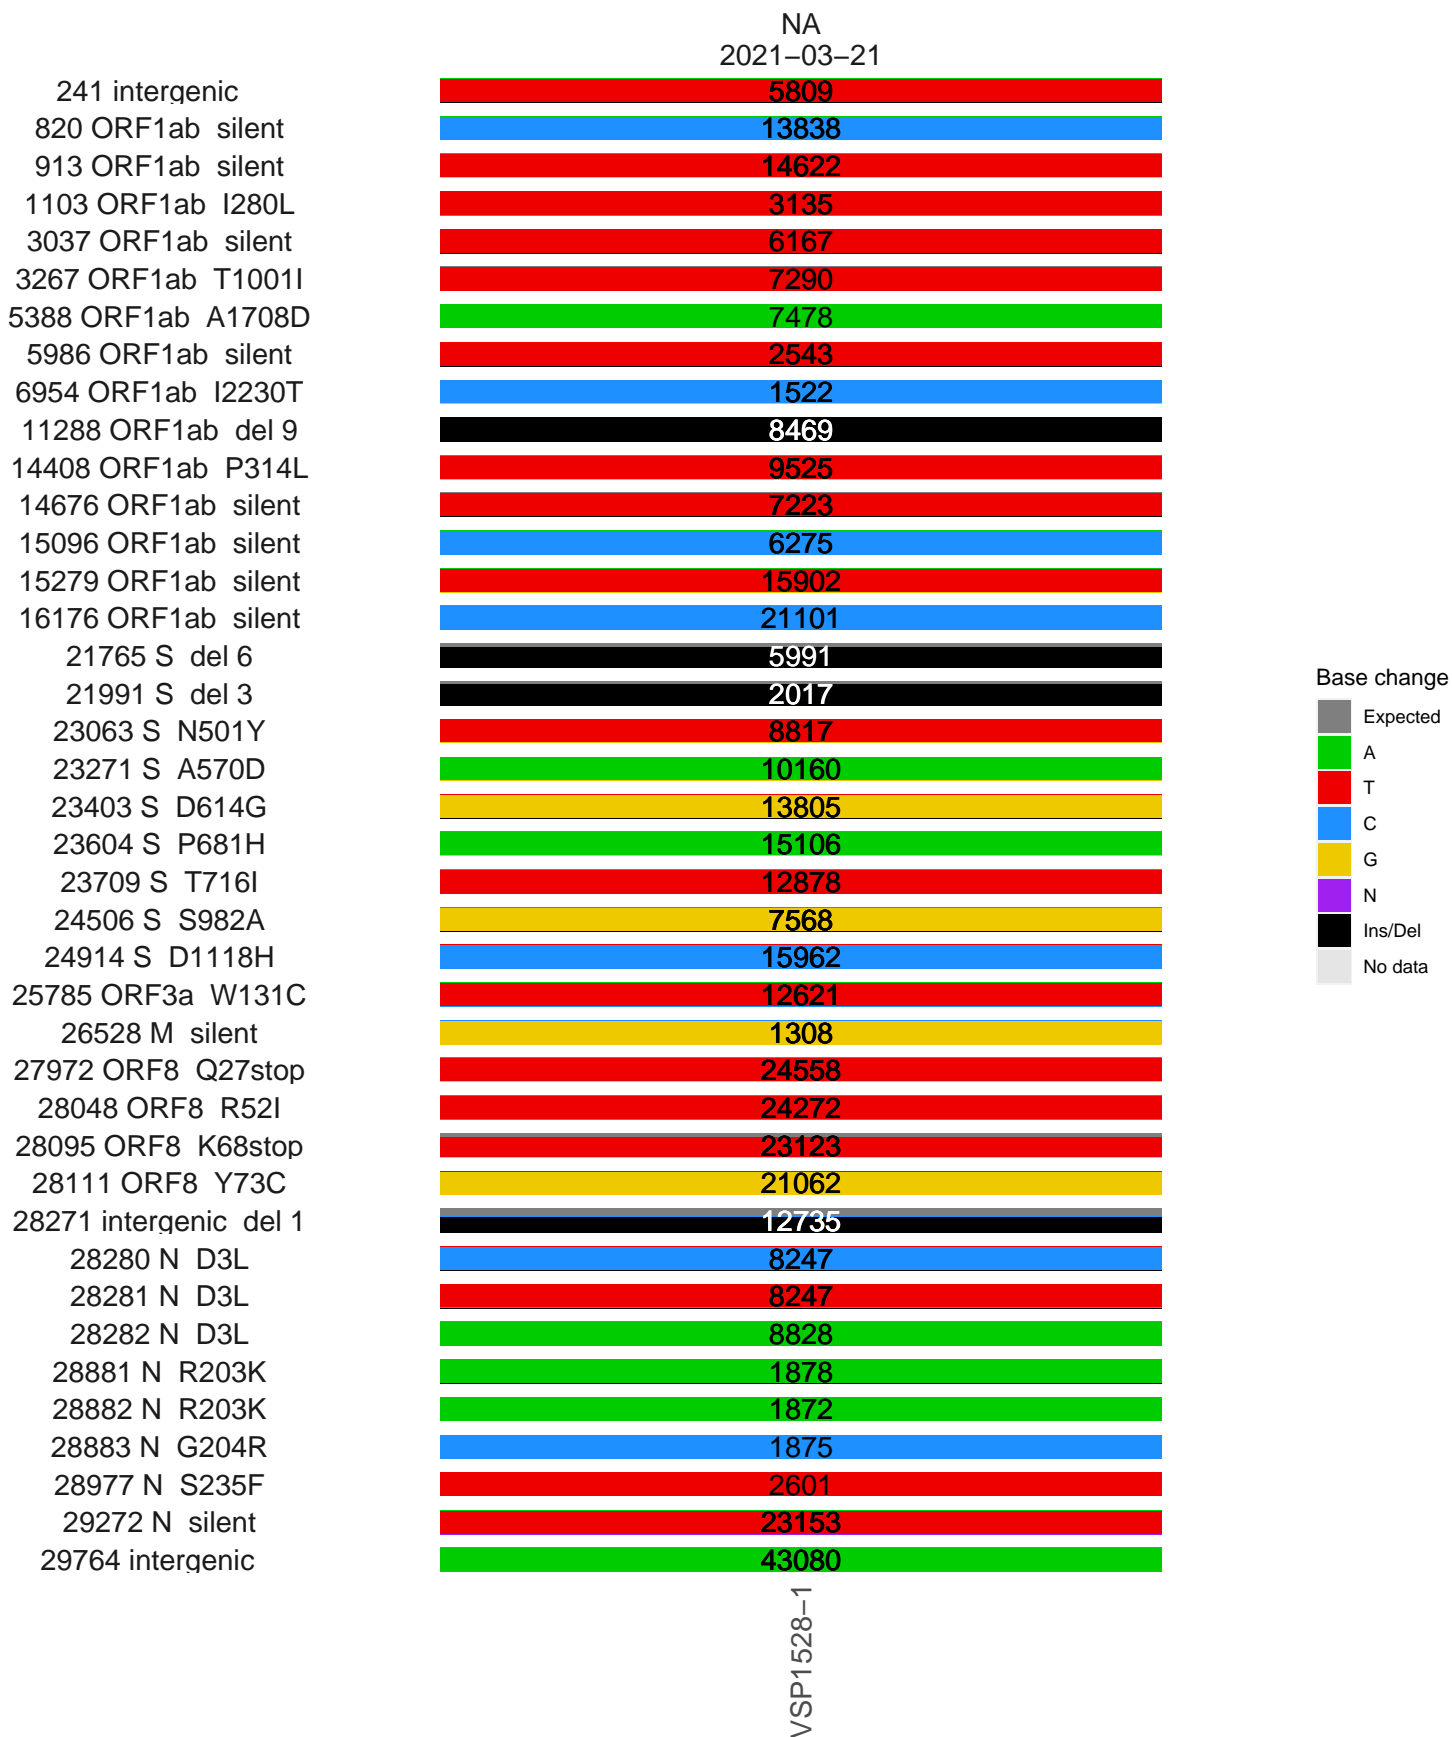 NA
2021−03−21
241 intergenic 5809
820 ORF1ab silent 13838
913 ORF1ab silent 14622
1103 ORF1ab I280L 3135
3037 ORF1ab silent 6167
3267 ORF1ab T1001I 7290
5388 ORF1ab A1708D 7478
5986 ORF1ab silent 2543
6954 ORF1ab I2230T 1522
11288 ORF1ab del 9 8469
14408 ORF1ab P314L 9525
14676 ORF1ab silent 7223
15096 ORF1ab silent 6275
15279 ORF1ab silent 15902
16176 ORF1ab silent 21101
21765 S del 6 5991
21991 S del 3 2017
23063 S N501Y 8817
23271 S A570D 10160
23403 S D614G 13805
23604 S P681H 15106
23709 S T716I 12878
24506 S S982A 7568
24914 S D1118H 15962
25785 ORF3a W131C 12621
26528 M silent 1308
27972 ORF8 Q27stop 24558
28048 ORF8 R52I 24272
28095 ORF8 K68stop 23123
28111 ORF8 Y73C 21062
28271 intergenic del 1 12735
28280 N D3L 8247
28281 N D3L 8247
28282 N D3L 8828
28881 N R203K 1878
28882 N R203K 1872
28883 N G204R 1875
28977 N S235F 2601
29272 N silent 23153
29764 intergenic 43080
VSP1528−1
Base change
Expected
A
T
C
G
N
Ins/Del
No data